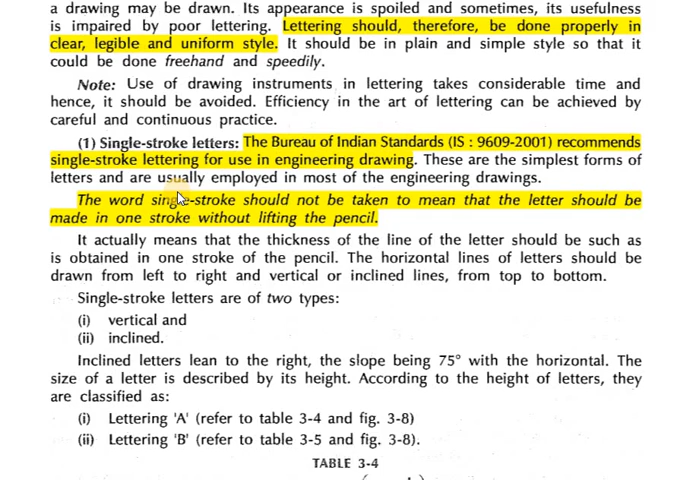 a drawing may be drawn. Its appearance is spoiled and sometimes, its usefulness
is impaired by poor lettering. Lettering should, therefore, be done properly in
clear, legible and uniform style. It should be in plain and simple style so that it
could be done freehand and speedily.
Note: Use of drawing instruments in lettering takes considerable time and
hence, it should be avoided. Efficiency in the art of lettering can be achieved by
careful and continuous practice.
(1) Single-stroke letters: The Bureau of Indian Standards (IS : 9609-2001) recommends
single-stroke lettering for use in engineering drawing. These are the simplest forms of
letters and are usually employed in most of the engineering drawings.
The word single-stroke should not be taken to mean that the letter should be
made in one stroke without lifting the pencil.
It actually means that the thickness of the line of the letter should be such as
is obtained in one stroke of the pencil. The horizontal lines of letters should be
drawn from left to right and vertical or inclined lines, from top to bottom.
Single-stroke letters are of two types:
(i) vertical and
(ii) inclined.
Inclined letters lean to the right, the slope being 75° with the horizontal. The
size of a letter is described by its height. According to the height of letters, they
are classified as:
(i) Lettering 'A' (refer to table 3-4 and fig. 3-8)
(ii) Lettering 'B' (refer to table 3-5 and fig. 3-8).
TABLE 3-4